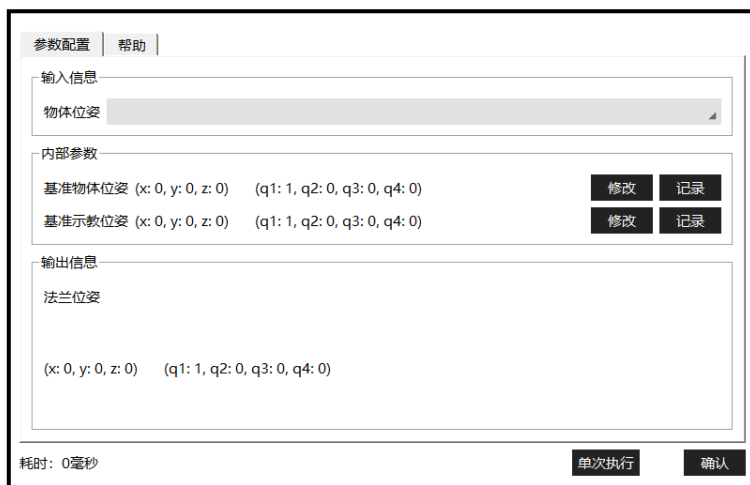 参数配置 帮助
输入信息
物体位姿
内部参数
基准物体位姿 (x: 0, y: 0, z: 0) (q1: 1, q2: 0, q3: 0, q4: 0) 修改 记录
基准示教位姿 (x: 0, y: 0, z: 0) (q1: 1, q2: 0, q3: 0, q4: 0) 修改 记录
输出信息
法兰位姿
(x: 0, y: 0, z: 0) (q1: 1, q2: 0, q3: 0, q4: 0)
耗时：0毫秒 单次执行 确认